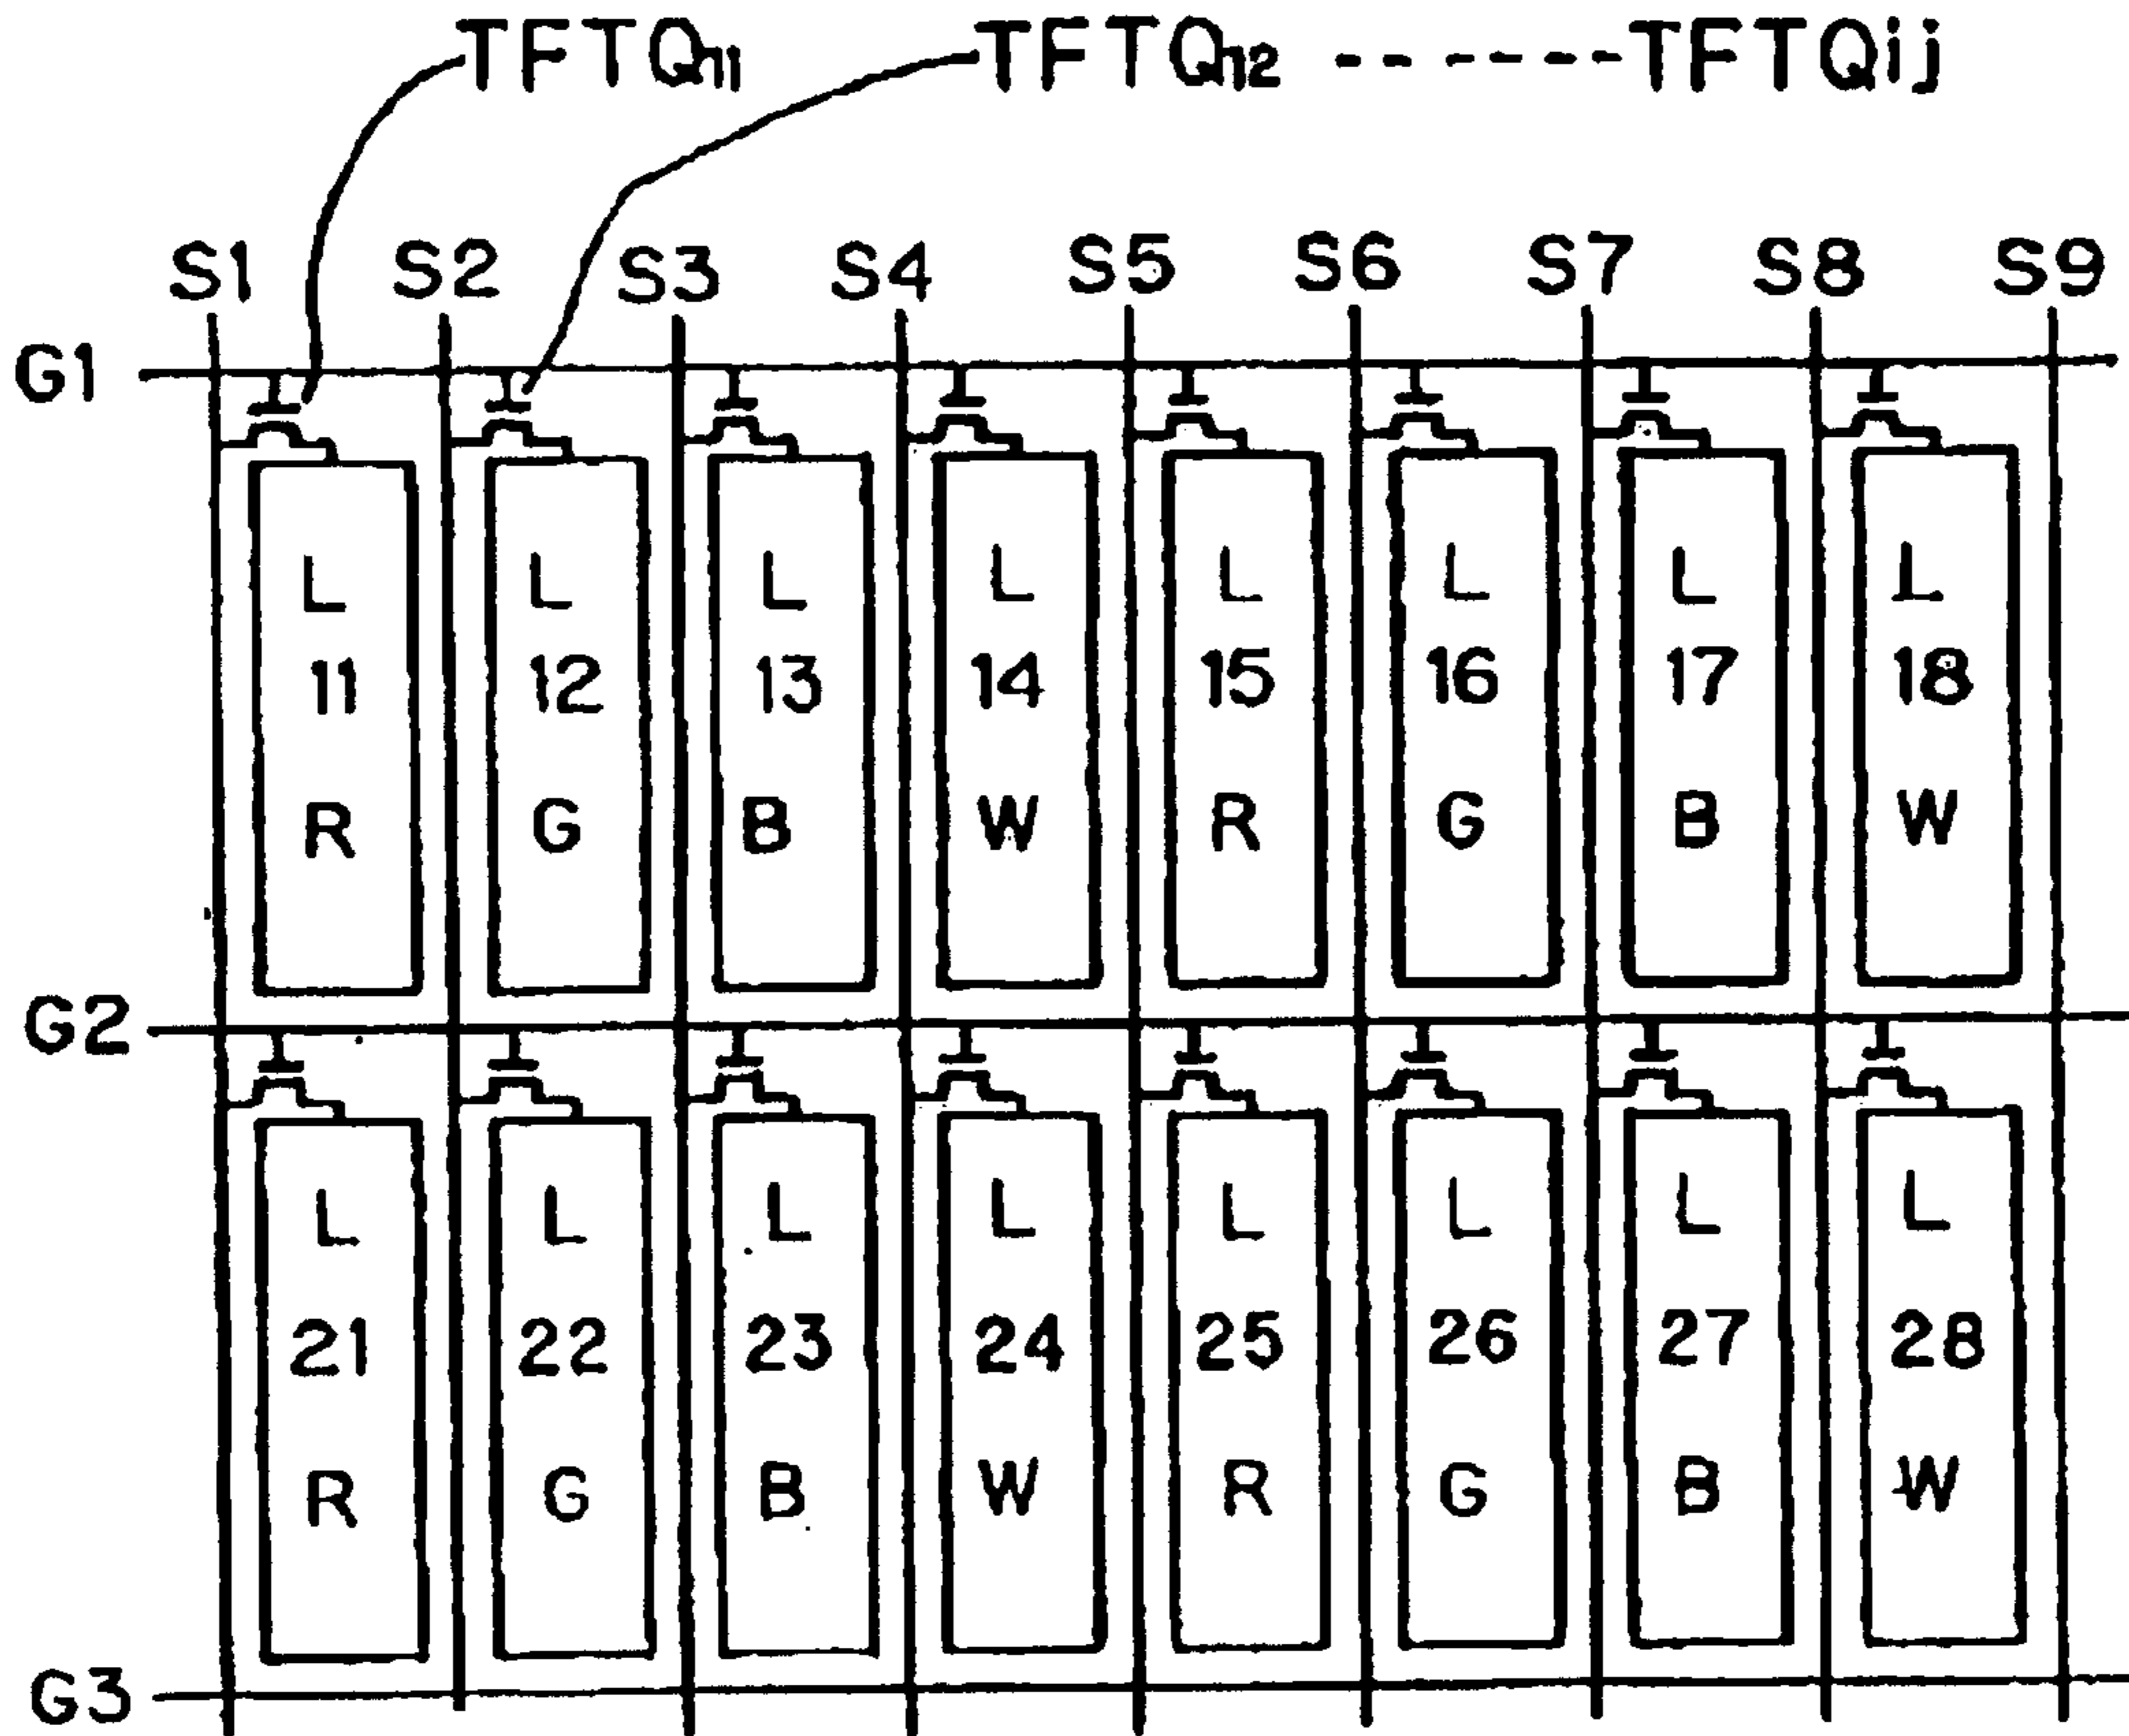 TFTQ11 TFTQ12 -------TFTQij
S1 S2 S3 S4 S5 S6 S7 S8 S9
G1
L L L L L L L L
11 12 13 14 15 16 17 18
R G B W R G B W
G2
L L L L L L L L
21 22 23 24 25 26 27 28
R G B W R G B W
G3